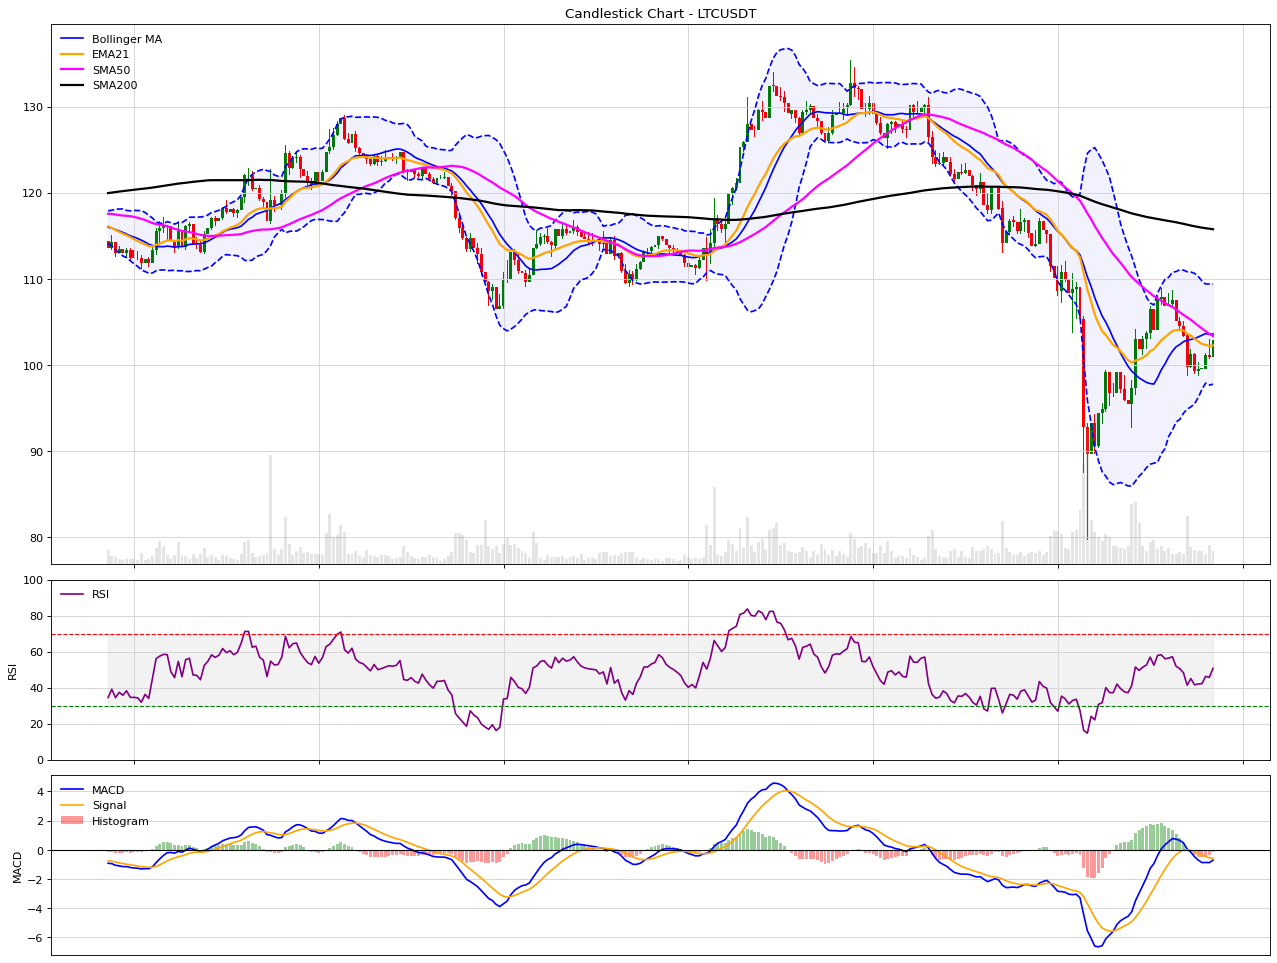 Candlestick Chart - LTCUSDT
Bollinger MA
EMA21
SMA50
SMA200
130
120
110
100
90
80
RSI
100
80
60
40
20
0
RSI
MACD
Signal
Histogram
4
2
0
−2
−4
−6
MACD